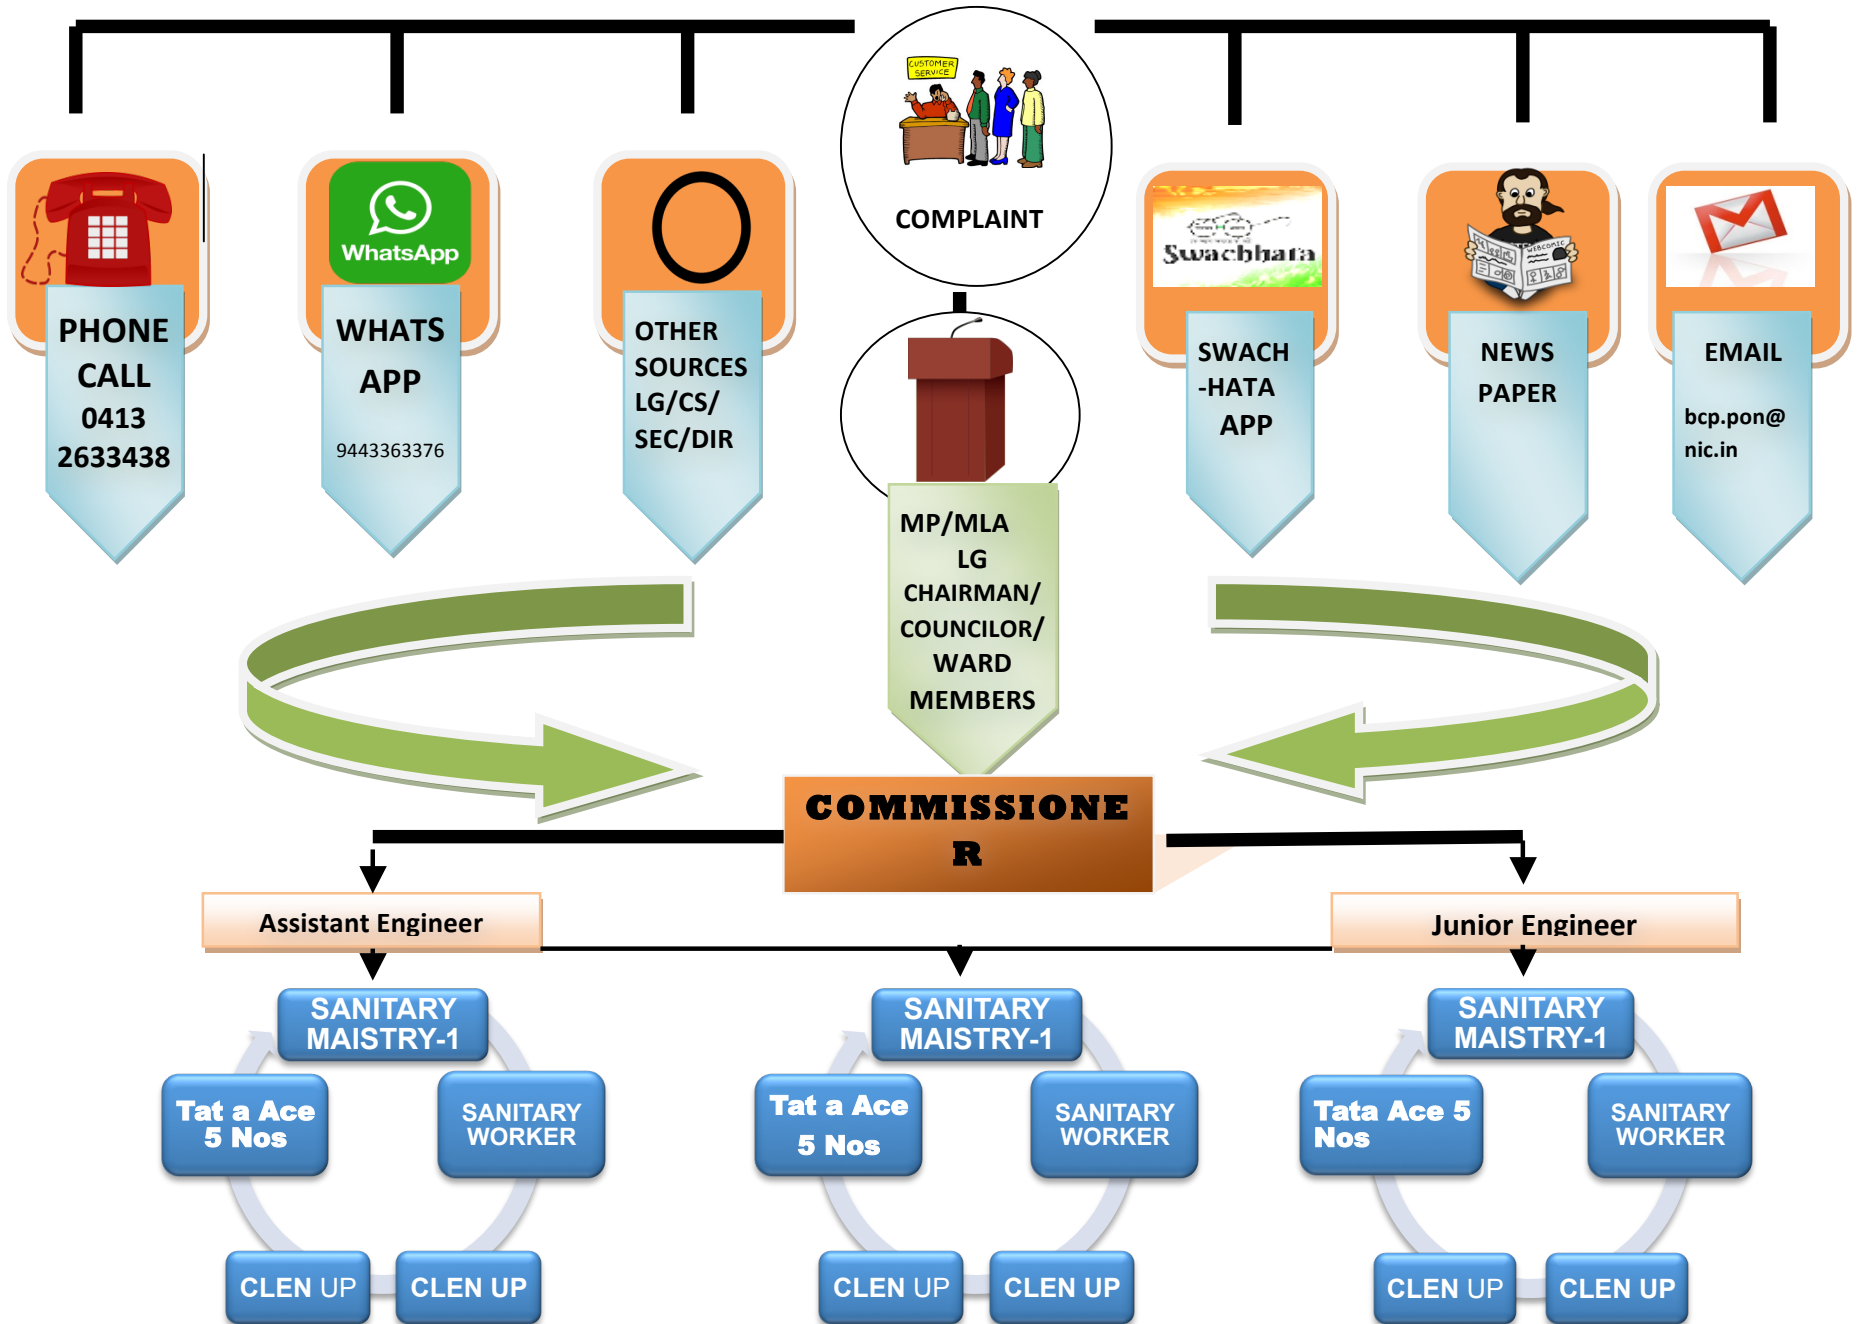 CUSTOMER
SERVICE
COMPLAINT
WhatsApp
Swachhata
WEBCOMIC
PHONE
CALL
0413
2633438
WHATS
APP
9443363376
OTHER
SOURCES
LG/CS/
SEC/DIR
MP/MLA
LG
CHAIRMAN/
COUNCILOR/
WARD
MEMBERS
SWACH
-HATA
APP
NEWS
PAPER
EMAIL
bcp.pon@
nic.in
COMMISSIONE
R
Assistant Engineer
Junior Engineer
SANITARY
MAISTRY-1
Tat a Ace
5 Nos
SANITARY
WORKER
CLEN UP
CLEN UP
SANITARY
MAISTRY-1
Tat a Ace
5 Nos
SANITARY
WORKER
CLEN UP
CLEN UP
SANITARY
MAISTRY-1
Tata Ace 5
Nos
SANITARY
WORKER
CLEN UP
CLEN UP